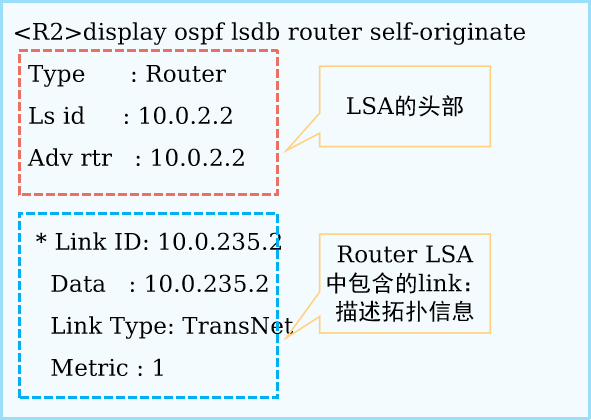 <R2>display ospf lsdb router self-originate
Type : Router
Ls id : 10.0.2.2
Adv rtr : 10.0.2.2
LSA的头部
* Link ID: 10.0.235.2
Data : 10.0.235.2
Link Type: TransNet
Metric : 1
Router LSA
中包含的link：
描述拓扑信息